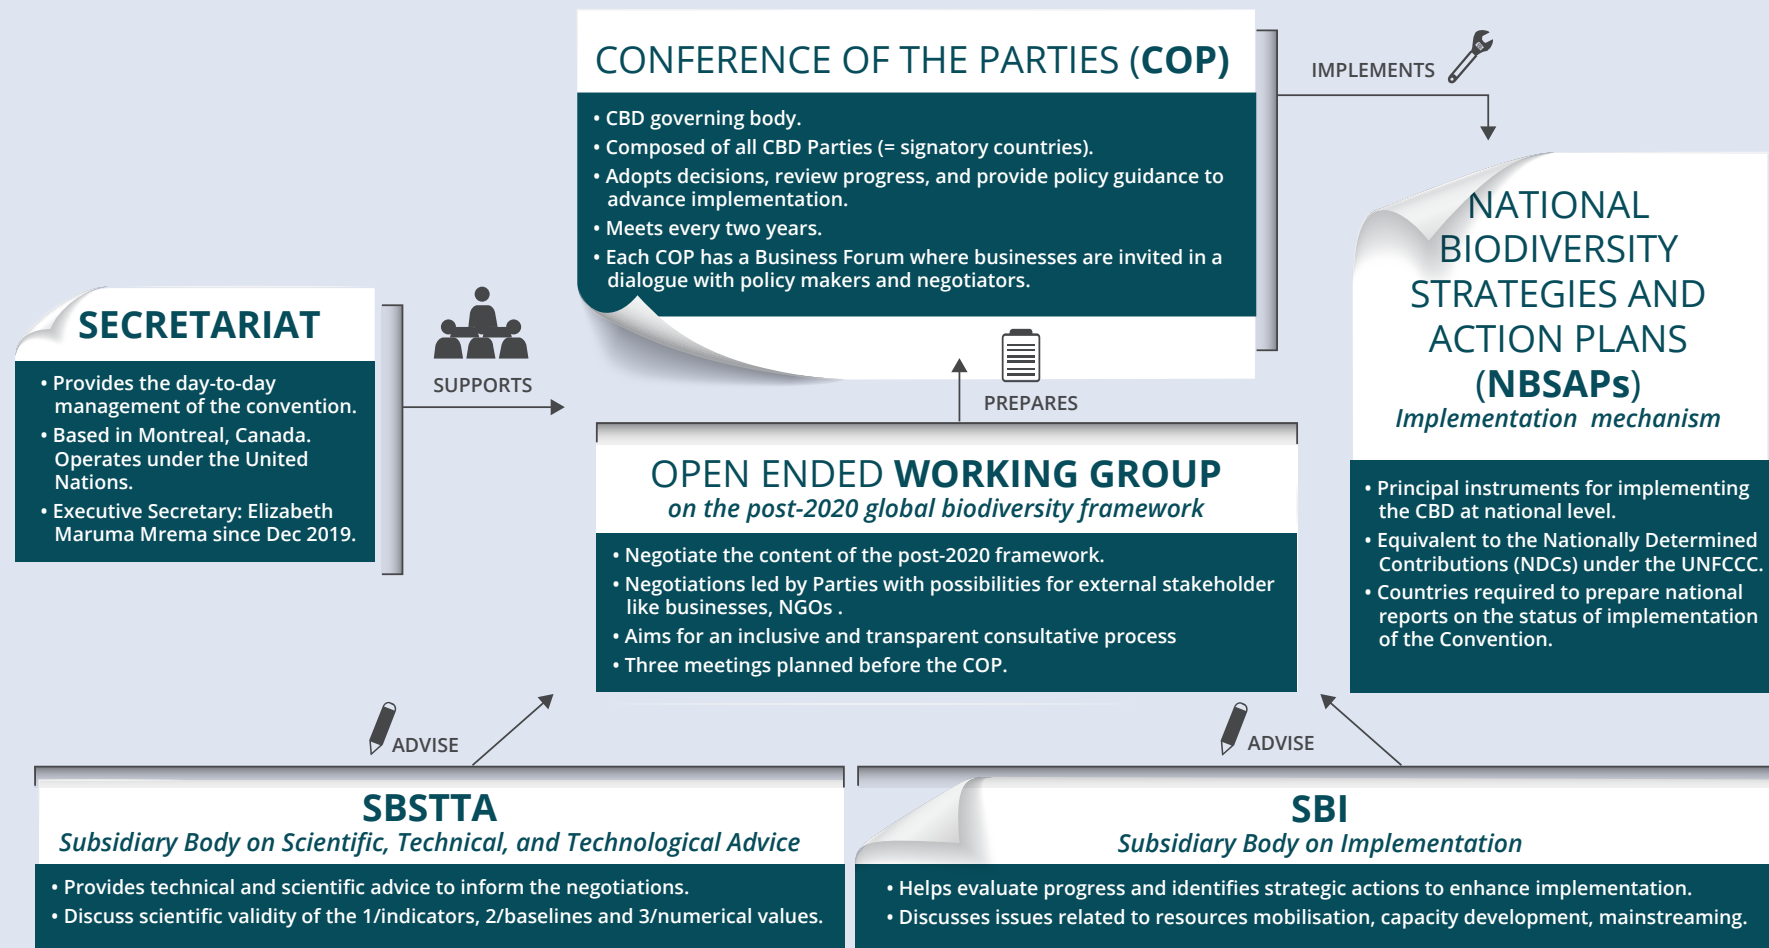 CONFERENCE OF THE PARTIES (COP)
• CBD governing body.
• Composed of all CBD Parties (= signatory countries).
• Adopts decisions, review progress, and provide policy guidance to
advance implementation.
• Meets every two years.
• Each COP has a Business Forum where businesses are invited in a
dialogue with policy makers and negotiators.
IMPLEMENTS
NATIONAL
BIODIVERSITY
STRATEGIES AND
ACTION PLANS
(NBSAPs)
Implementation mechanism
• Principal instruments for implementing
the CBD at national level.
• Equivalent to the Nationally Determined
Contributions (NDCs) under the UNFCCC.
• Countries required to prepare national
reports on the status of implementation
of the Convention.
SECRETARIAT
• Provides the day-to-day
management of the convention.
• Based in Montreal, Canada.
Operates under the United
Nations.
• Executive Secretary: Elizabeth
Maruma Mrema since Dec 2019.
SUPPORTS
PREPARES
OPEN ENDED WORKING GROUP
on the post-2020 global biodiversity framework
• Negotiate the content of the post-2020 framework.
• Negotiations led by Parties with possibilities for external stakeholder
like businesses, NGOs .
• Aims for an inclusive and transparent consultative process
• Three meetings planned before the COP.
ADVISE
ADVISE
SBSTTA
Subsidiary Body on Scientific, Technical, and Technological Advice
• Provides technical and scientific advice to inform the negotiations.
• Discuss scientific validity of the 1/indicators, 2/baselines and 3/numerical values.
SBI
Subsidiary Body on Implementation
• Helps evaluate progress and identifies strategic actions to enhance implementation.
• Discusses issues related to resources mobilisation, capacity development, mainstreaming.